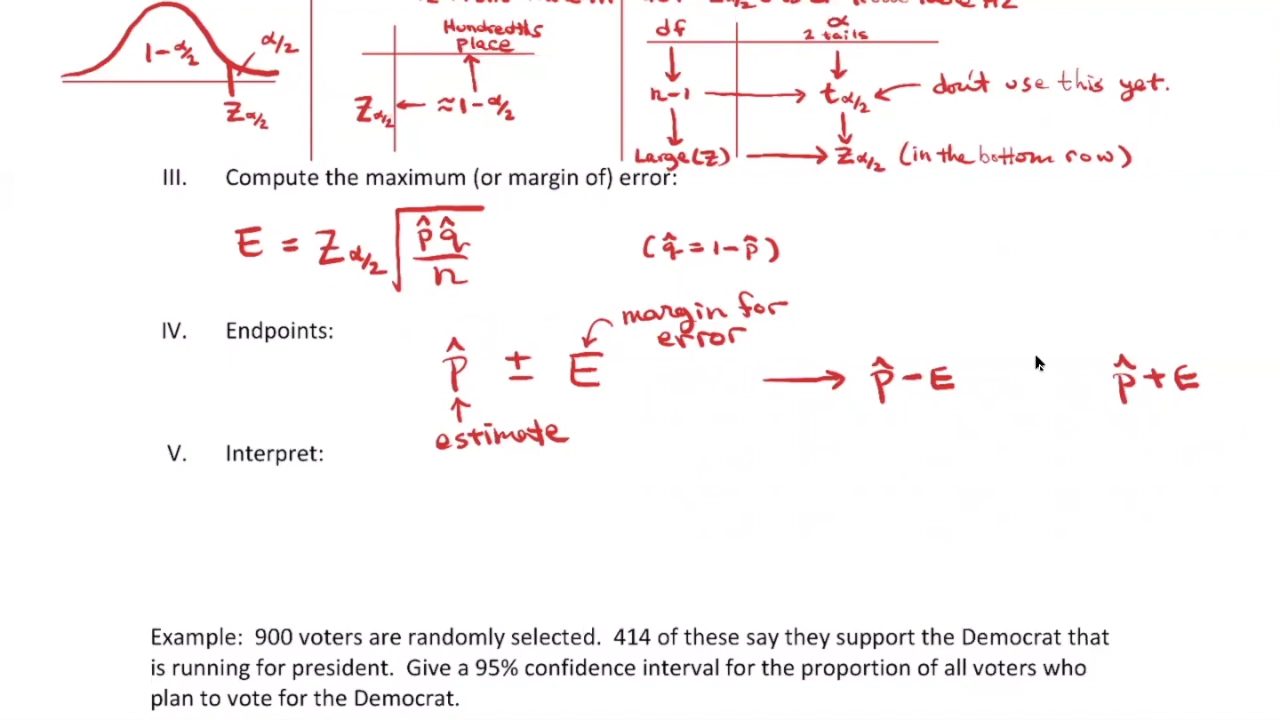 Hundredths
place
df
α
2 tails
1-α/2
α/2
Zα/2
Zα/2 ← ≈1-α/2
n-1
tα/2
don't use this yet.
Large(Z)
Zα/2 (in the bottom row)
III. Compute the maximum (or margin of) error:
E = Zα/2 √(p̂q̂/n) (q̂ = 1-p̂)
IV. Endpoints:
margin for
error
p̂ ± E → p̂-E p̂+E
estimate
V. Interpret:
Example: 900 voters are randomly selected. 414 of these say they support the Democrat that
is running for president. Give a 95% confidence interval for the proportion of all voters who
plan to vote for the Democrat.